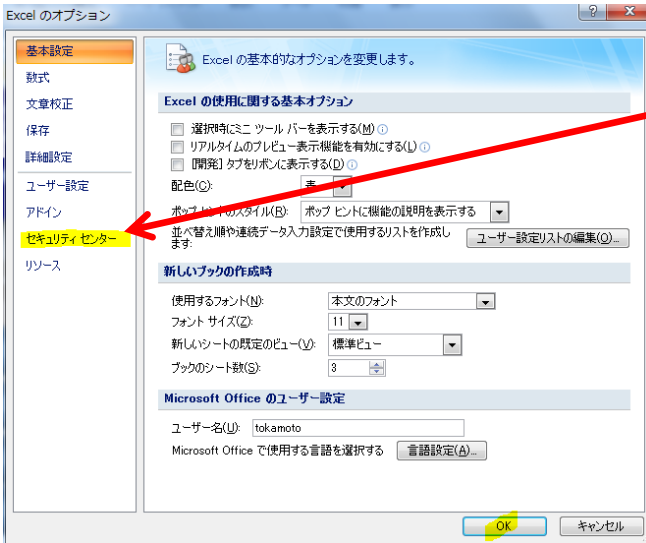 Excel のオプション
基本設定
数式
文章校正
保存
詳細設定
ユーザー設定
アドイン
セキュリティ センター
リソース
Excel の基本的なオプションを変更します。
Excel の使用に関する基本オプション
選択時にミニ ツール バーを表示する(M)
リアルタイムのプレビュー表示機能を有効にする(L)
[開発] タブをリボンに表示する(D)
配色(C): 青
ポップ ヒントのスタイル(R): ポップ ヒントに機能の説明を表示する
並べ替え順や連続データ入力設定で使用するリストを作成し
ます: ユーザー設定リストの編集(O)...
新しいブックの作成時
使用するフォント(N): 本文のフォント
フォント サイズ(Z): 11
新しいシートの既定のビュー(V): 標準ビュー
ブックのシート数(S): 3
Microsoft Office のユーザー設定
ユーザー名(U): tokamoto
Microsoft Office で使用する言語を選択する 言語設定(A)...
OK キャンセル